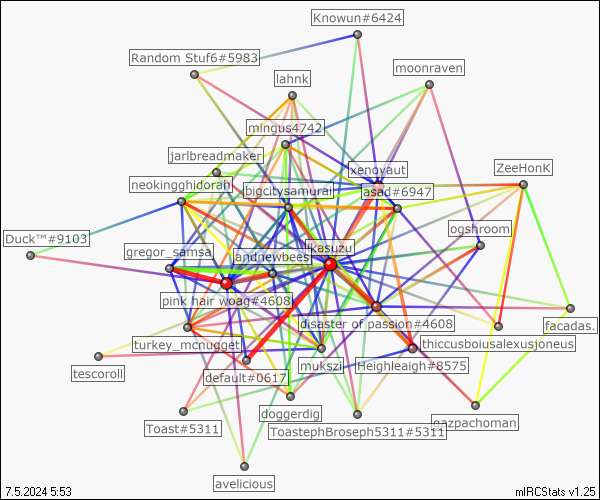 Knowun#6424
Random Stuf6#5983
moonraven
lahnk
mingus4742
jarlbreadmaker
xenovaut
ZeeHonK
neokingghidorah
bigcitysamurai
asad#6947
Duck™#9103
ogshroom
gregor_samsa
andnewbees
likasuzu
pink hair woag#4608
disaster of passion#4608
facadas.
turkey_mcnugget
thiccusboiusalexusjoneus
tescoroll
default#0617
mukszi
Heighleigh#8575
doggerdig
gazpachoman
Toast#5311
ToastephBroseph5311#5311
avelicious
7.5.2024 5:53
mIRCStats v1.25